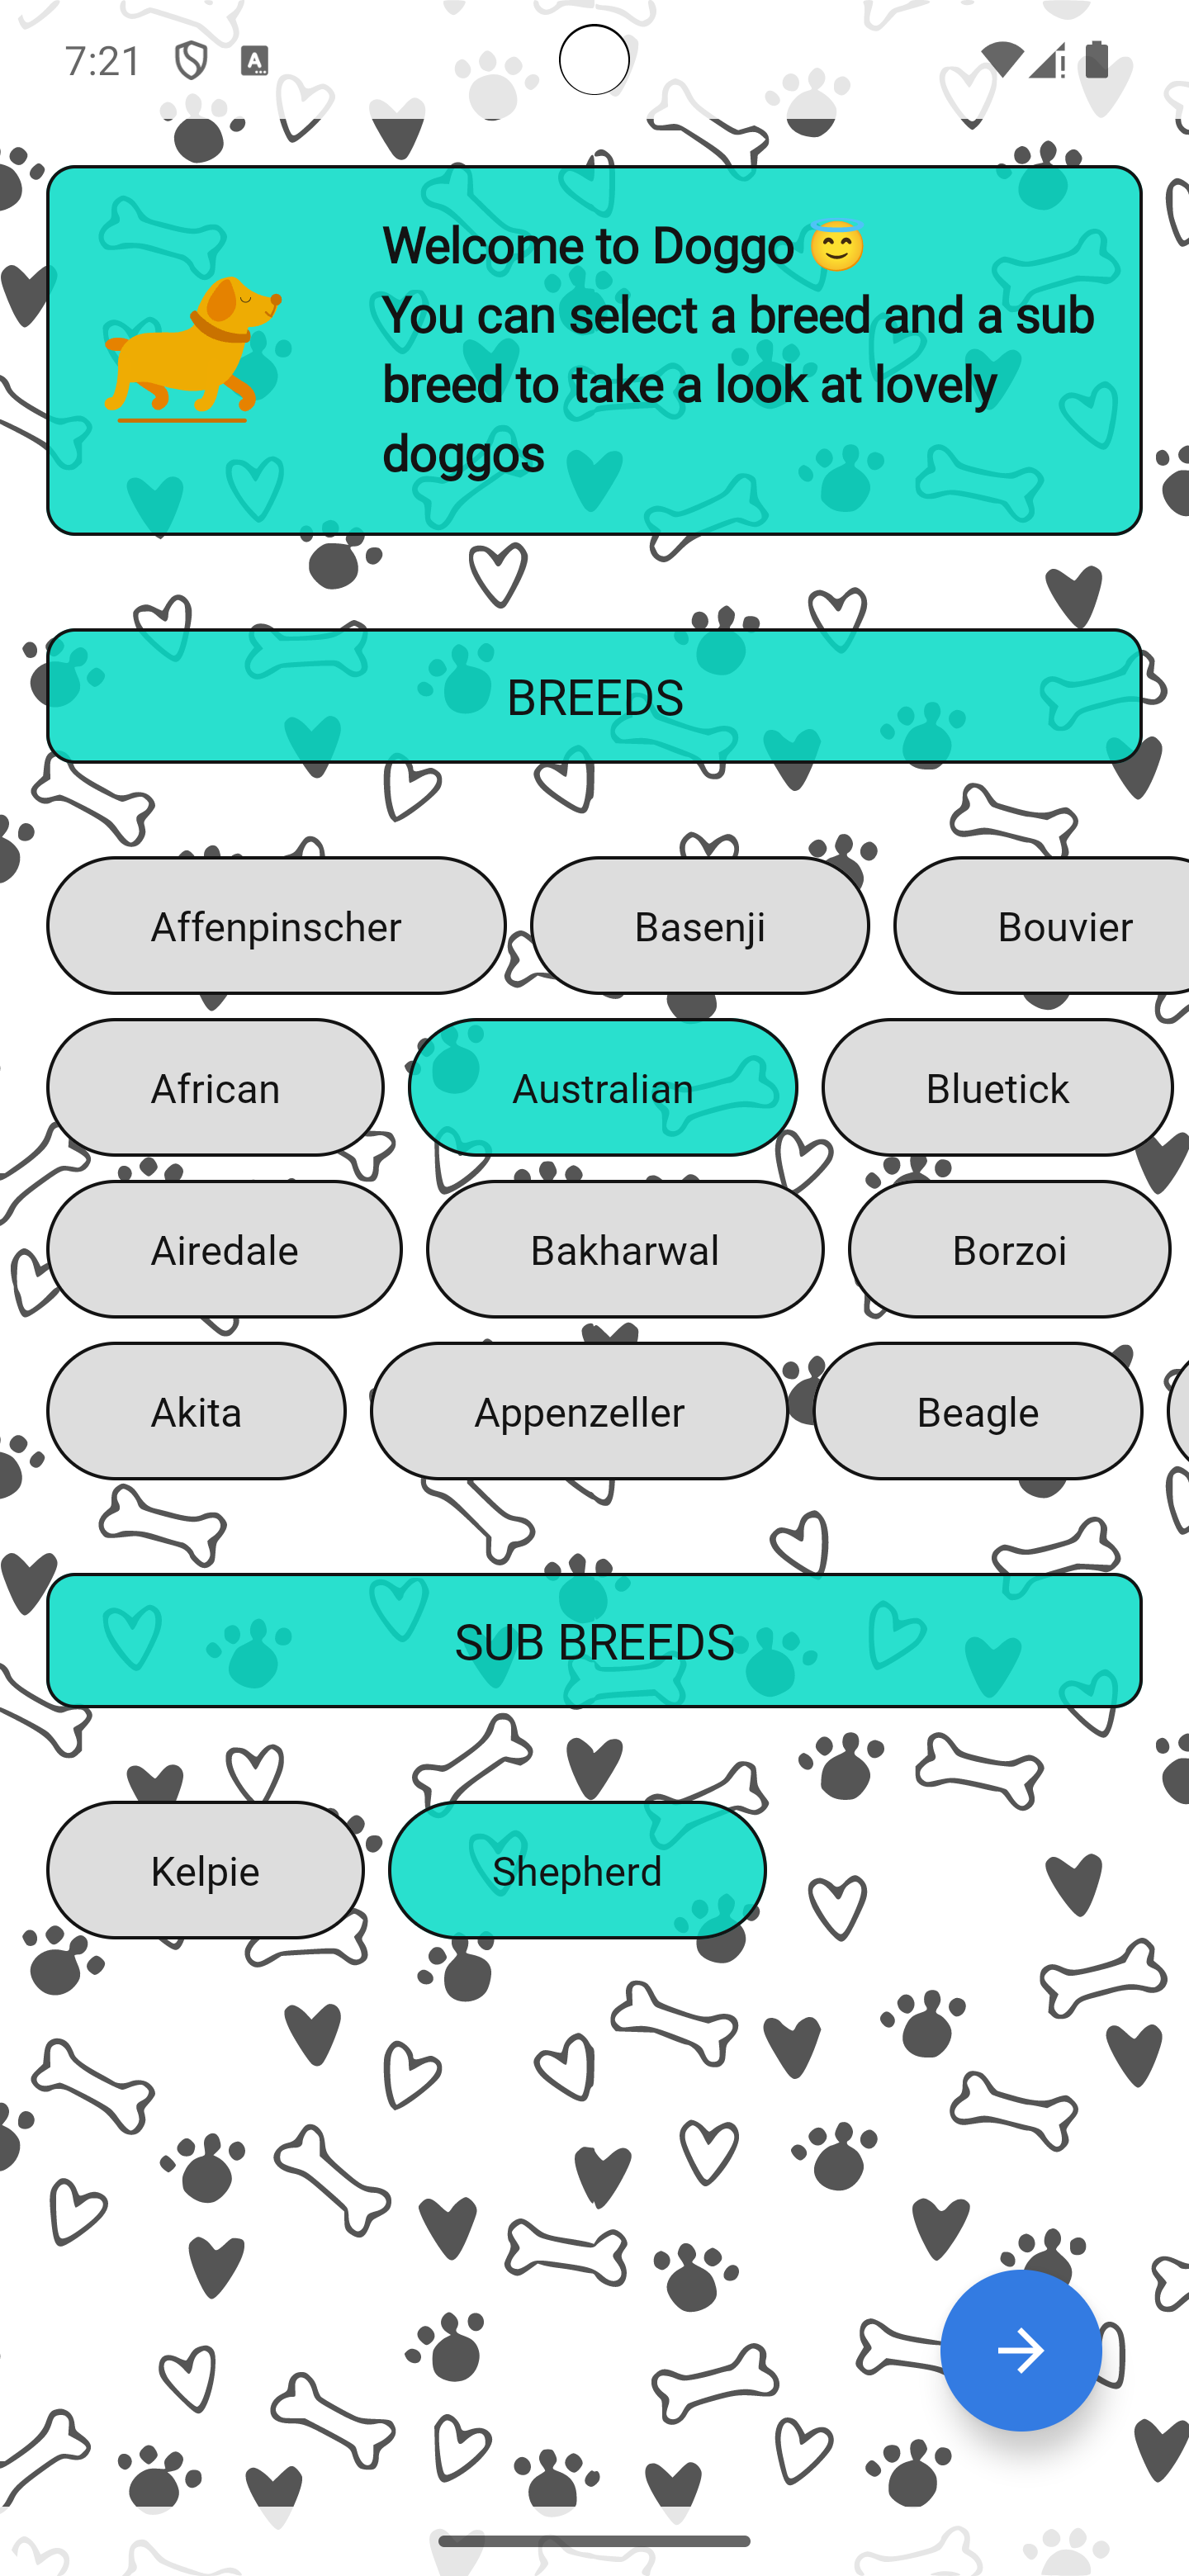 7:21
Welcome to Doggo 😇
You can select a breed and a sub
breed to take a look at lovely
doggos
BREEDS
Affenpinscher Basenji Bouvier
African Australian Bluetick
Airedale Bakharwal Borzoi
Akita Appenzeller Beagle
SUB BREEDS
Kelpie Shepherd